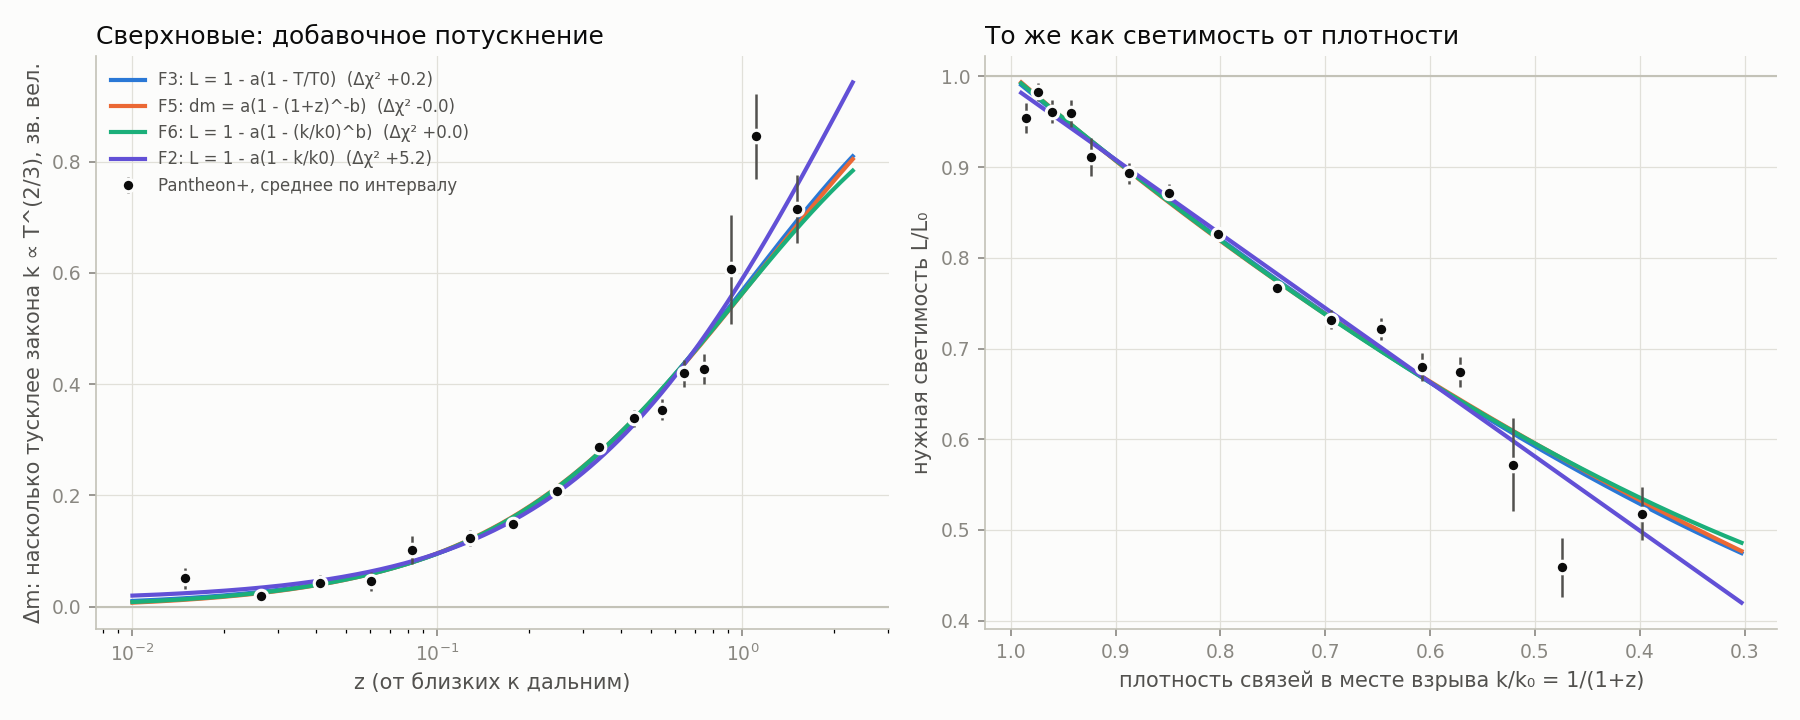 Сверхновые: добавочное потускнение
Δm: насколько тусклее закона k ∝ T^(2/3), зв. вел.
F3: L = 1 - a(1 - T/T0)  (Δχ² +0.2)
F5: dm = a(1 - (1+z)^-b)  (Δχ² -0.0)
F6: L = 1 - a(1 - (k/k0)^b)  (Δχ² +0.0)
F2: L = 1 - a(1 - k/k0)  (Δχ² +5.2)
Pantheon+, среднее по интервалу
0.8
0.6
0.4
0.2
0.0
10⁻²
10⁻¹
10⁰
z (от близких к дальним)
То же как светимость от плотности
нужная светимость L/L₀
1.0
0.9
0.8
0.7
0.6
0.5
0.4
1.0
0.9
0.8
0.7
0.6
0.5
0.4
0.3
плотность связей в месте взрыва k/k₀ = 1/(1+z)